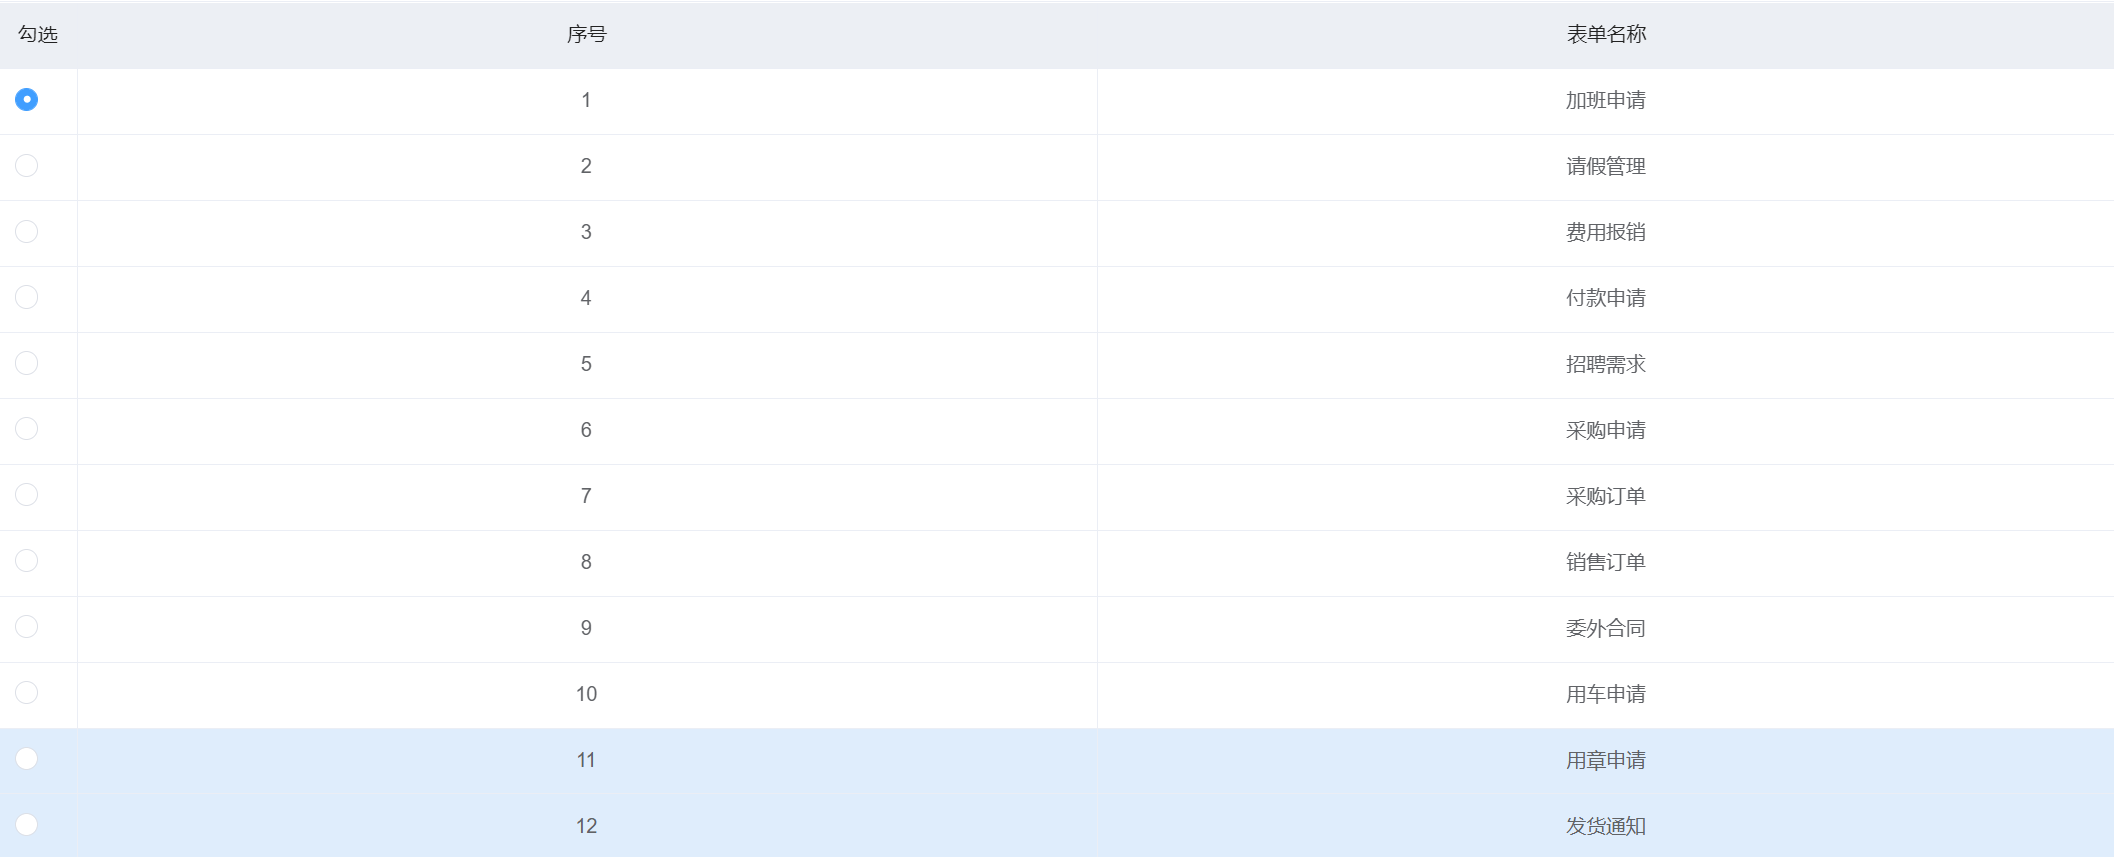 勾选 序号 表单名称
1 加班申请
2 请假管理
3 费用报销
4 付款申请
5 招聘需求
6 采购申请
7 采购订单
8 销售订单
9 委外合同
10 用车申请
11 用章申请
12 发货通知